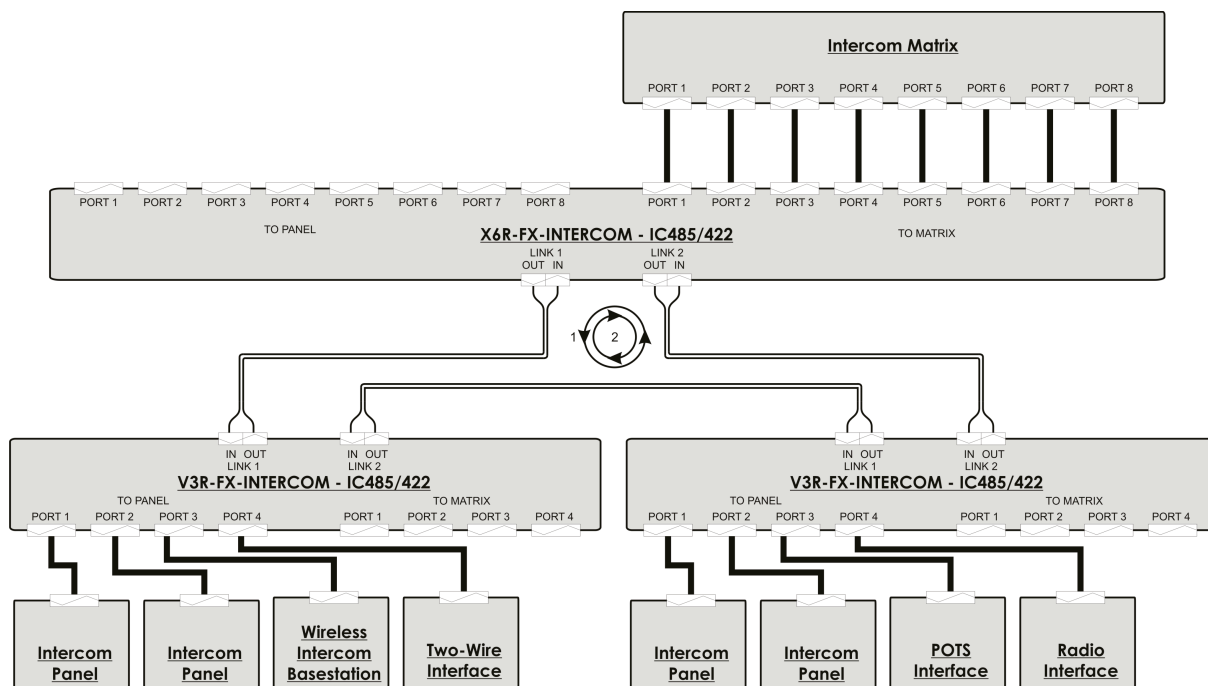 Intercom Matrix
PORT 1 PORT 2 PORT 3 PORT 4 PORT 5 PORT 6 PORT 7 PORT 8
PORT 1 PORT 2 PORT 3 PORT 4 PORT 5 PORT 6 PORT 7 PORT 8 PORT 1 PORT 2 PORT 3 PORT 4 PORT 5 PORT 6 PORT 7 PORT 8
TO PANEL X6R-FX-INTERCOM - IC485/422 TO MATRIX
LINK 1 LINK 2
OUT IN OUT IN
1 2
IN OUT IN OUT IN OUT IN OUT
LINK 1 LINK 2 LINK 1 LINK 2
V3R-FX-INTERCOM - IC485/422 V3R-FX-INTERCOM - IC485/422
TO PANEL TO MATRIX TO PANEL TO MATRIX
PORT 1 PORT 2 PORT 3 PORT 4 PORT 1 PORT 2 PORT 3 PORT 4 PORT 1 PORT 2 PORT 3 PORT 4 PORT 1 PORT 2 PORT 3 PORT 4
Intercom
Panel
Intercom
Panel
Wireless
Intercom
Basestation
Two-Wire
Interface
Intercom
Panel
Intercom
Panel
POTS
Interface
Radio
Interface